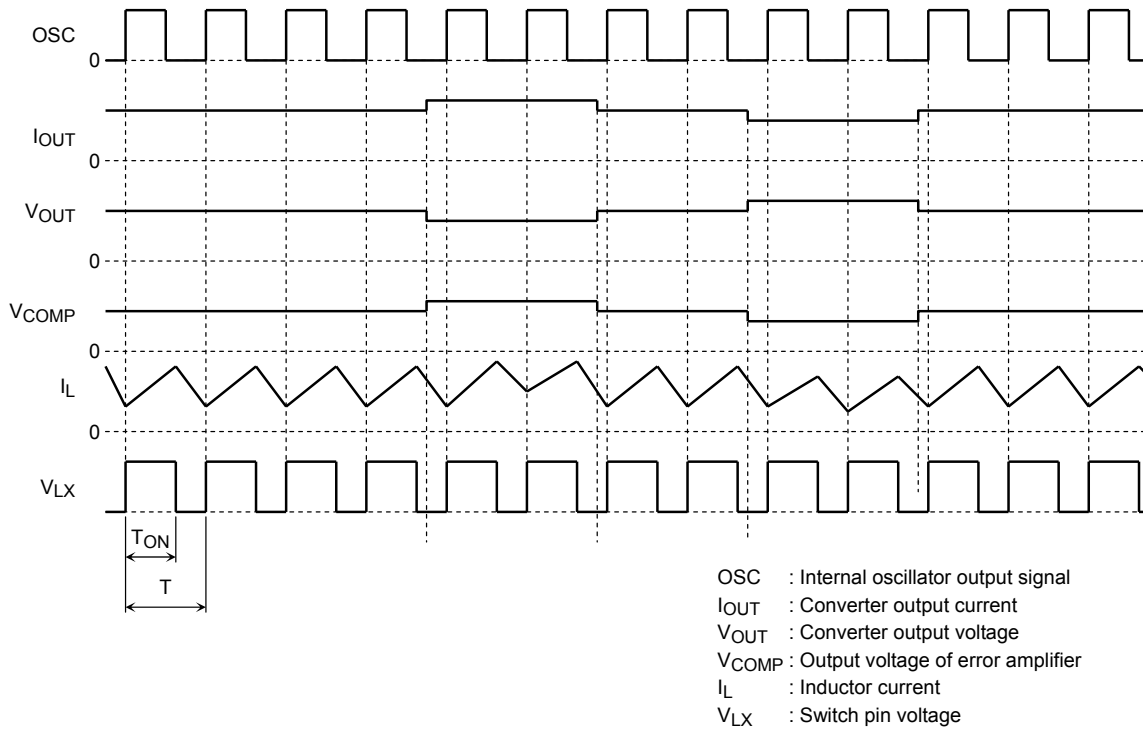 OSC
0
IOUT
0
VOUT
0
VCOMP
0
IL
0
VLX
TON
T
OSC : Internal oscillator output signal
IOUT : Converter output current
VOUT : Converter output voltage
VCOMP : Output voltage of error amplifier
IL : Inductor current
VLX : Switch pin voltage